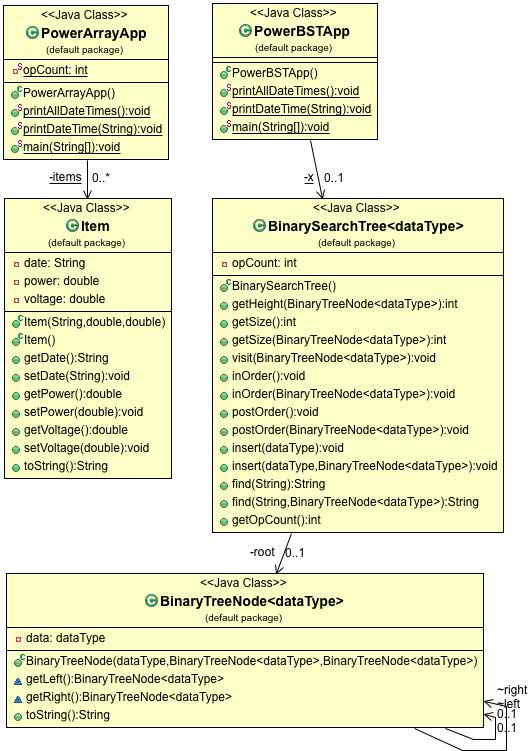 <<Java Class>>
PowerArrayApp
(default package)
opCount: int
PowerArrayApp()
printAllDateTimes():void
printDateTime(String):void
main(String[]):void
<<Java Class>>
PowerBSTApp
(default package)
PowerBSTApp()
printAllDateTimes():void
printDateTime(String):void
main(String[]):void
-items 0..*
-x 0..1
<<Java Class>>
Item
(default package)
date: String
power: double
voltage: double
Item(String,double,double)
Item()
getDate():String
setDate(String):void
getPower():double
setPower(double):void
getVoltage():double
setVoltage(double):void
toString():String
<<Java Class>>
BinarySearchTree<dataType>
(default package)
opCount: int
BinarySearchTree()
getHeight(BinaryTreeNode<dataType>):int
getSize():int
getSize(BinaryTreeNode<dataType>):int
visit(BinaryTreeNode<dataType>):void
inOrder():void
inOrder(BinaryTreeNode<dataType>):void
postOrder():void
postOrder(BinaryTreeNode<dataType>):void
insert(dataType):void
insert(dataType,BinaryTreeNode<dataType>):void
find(String):String
find(String,BinaryTreeNode<dataType>):String
getOpCount():int
-root 0..1
<<Java Class>>
BinaryTreeNode<dataType>
(default package)
data: dataType
BinaryTreeNode(dataType,BinaryTreeNode<dataType>,BinaryTreeNode<dataType>)
getLeft():BinaryTreeNode<dataType>
getRight():BinaryTreeNode<dataType>
toString():String
~right
~left
0..1
0..1